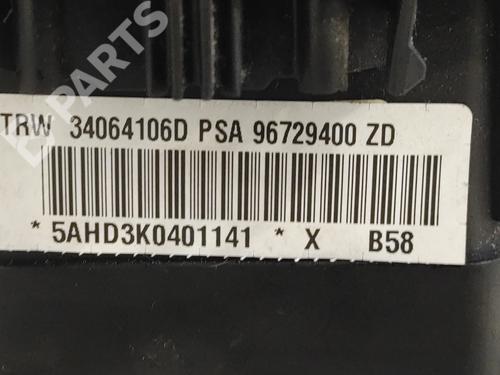 PARTS
TRW 34064106D PSA 96729400 ZD
* 5AHD3K0401141 * X B58